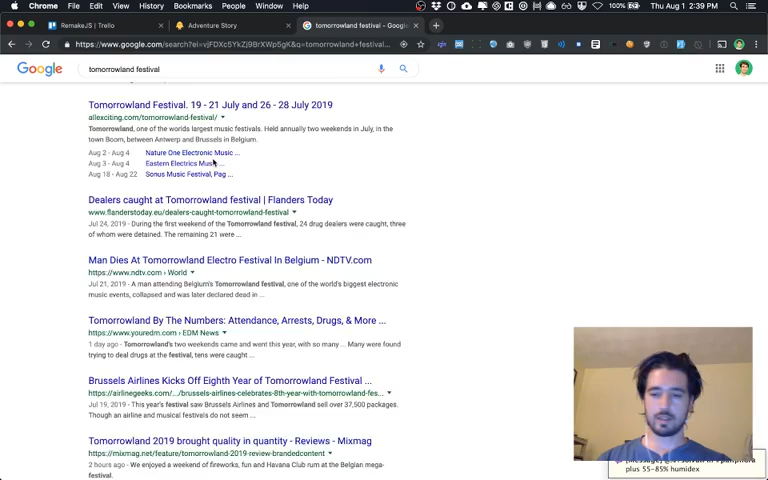 Chrome File Edit View History Bookmarks People Window Help
100% Thu Aug 1 2:39 PM
RemakeJS | Trello
Adventure Story
tomorrowland festival - Google
https://www.google.com/search?ei=vjFDXc5YkZj9BrXWp5gK&q=tomorrowland+festival...
Google
tomorrowland festival
Tomorrowland Festival. 19 - 21 July and 26 - 28 July 2019
allexciting.com/tomorrowland-festival/
Tomorrowland, one of the worlds largest music festivals. Held annually two weekends in July, in the
town Boom, between Antwerp and Brussels in Belgium.
Aug 2 - Aug 4 Nature One Electronic Music ...
Aug 3 - Aug 4 Eastern Electrics Music ...
Aug 18 - Aug 22 Sonus Music Festival, Pag ...
Dealers caught at Tomorrowland festival | Flanders Today
www.flanderstoday.eu/dealers-caught-tomorrowland-festival
Jul 24, 2019 - During the first weekend of the Tomorrowland festival, 24 drug dealers were caught, three
of whom were detained. The remaining 21 were ...
Man Dies At Tomorrowland Electro Festival In Belgium - NDTV.com
https://www.ndtv.com › World
Jul 21, 2019 - A man attending Belgium's Tomorrowland festival, one of the world's biggest electronic
music events, collapsed and was later declared dead in ...
Tomorrowland By The Numbers: Attendance, Arrests, Drugs, & More ...
https://www.youredm.com › EDM News
1 day ago - Tomorrowland's two weekends came and went this year, with so many ... Many were found
trying to deal drugs at the festival, tens were caught ...
Brussels Airlines Kicks Off Eighth Year of Tomorrowland Festival ...
https://airlinegeeks.com/.../brussels-airlines-celebrates-8th-year-with-tomorrowland-fes...
Jul 19, 2019 - This year's festival saw Brussels Airlines and Tomorrowland sell over 37,500 packages.
Though an airline and musical festivals do not seem ...
Tomorrowland 2019 brought quality in quantity - Reviews - Mixmag
https://mixmag.net/feature/tomorrowland-2019-review-brandedcontent
2 hours ago - We enjoyed a weekend of fireworks, fun and Havana Club rum at the Belgian mega-
festival.
plus 55-85% humidex